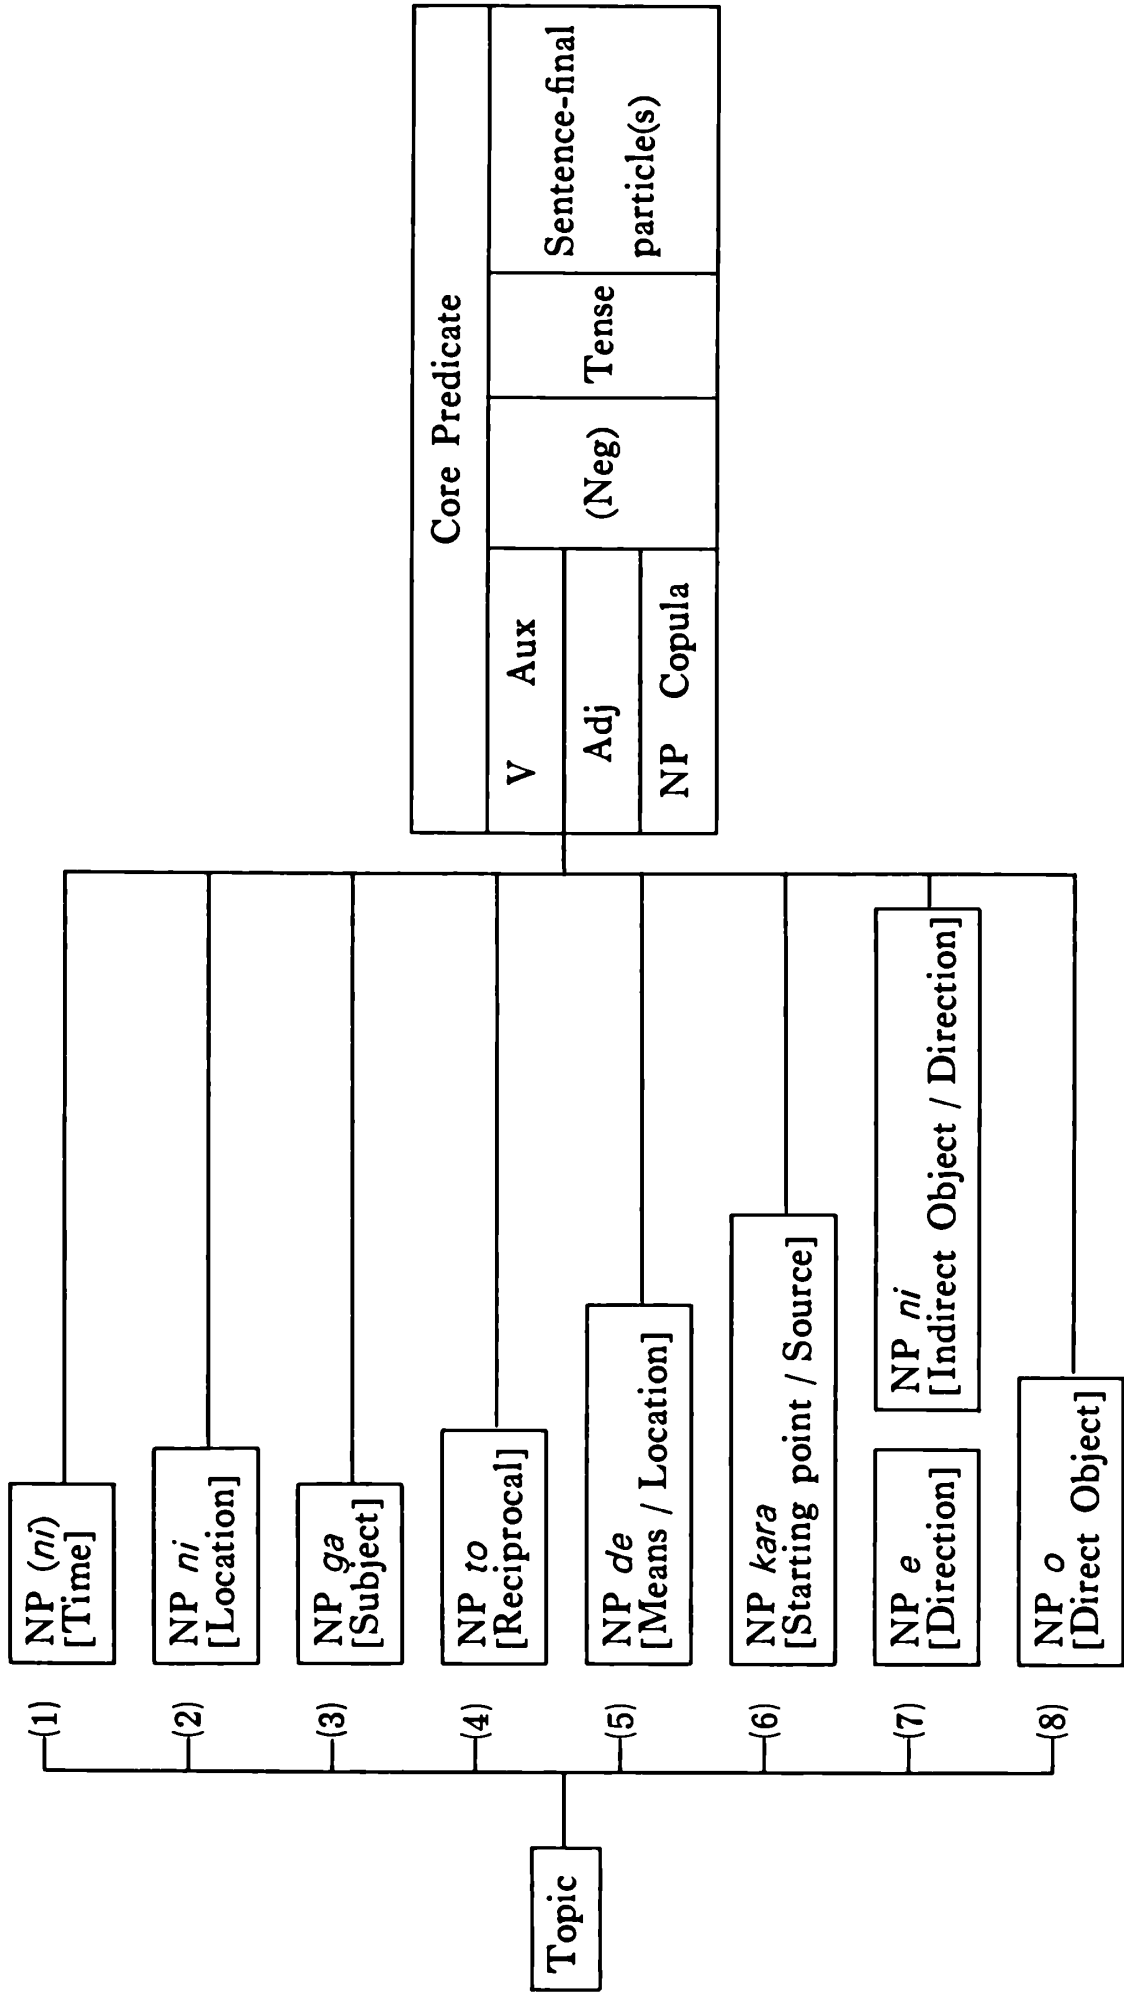 Topic
(1)
NP (ni)
[Time]
(2)
NP ni
[Location]
(3)
NP ga
[Subject]
(4)
NP to
[Reciprocal]
(5)
NP de
[Means / Location]
(6)
NP kara
[Starting point / Source]
(7)
NP e
[Direction]
NP ni
[Indirect Object / Direction]
(8)
NP o
[Direct Object]
Core Predicate
V Aux
Adj
NP Copula
(Neg)
Tense
Sentence-final
particle(s)